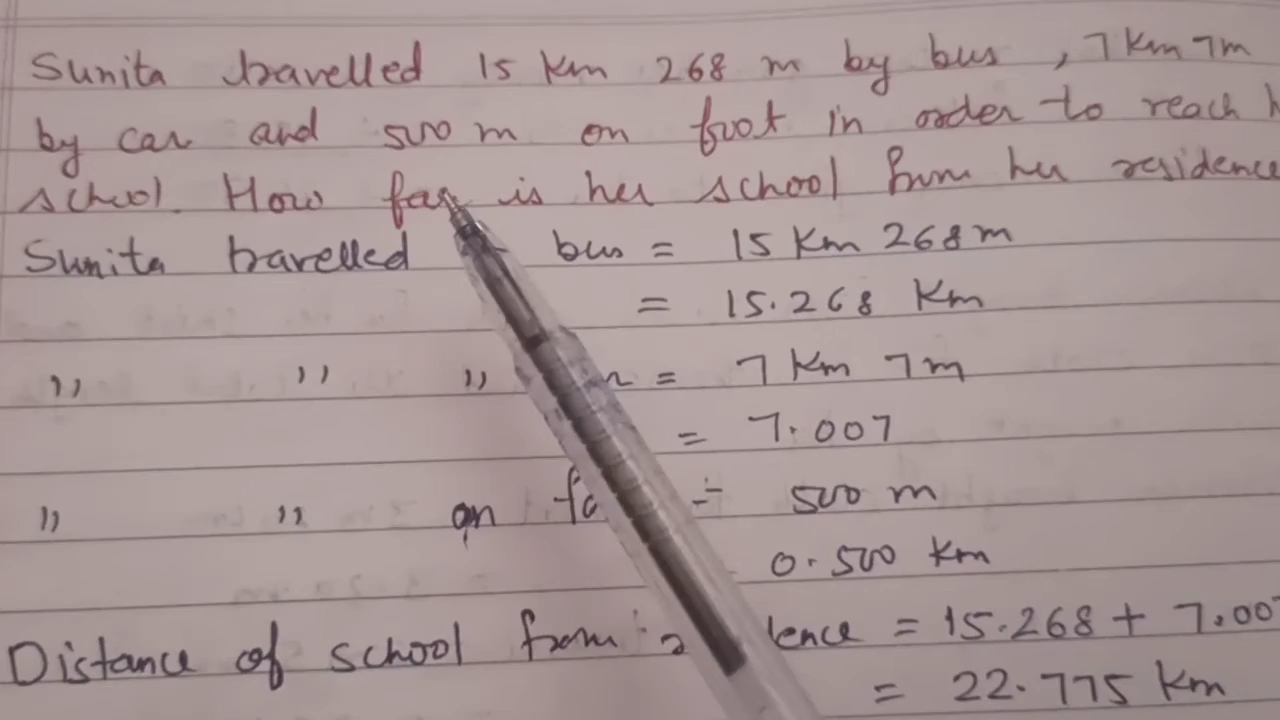 Sunita travelled 15 Km 268 m by bus , 7 Km 7m
by car and 500 m on foot in order to reach
school. How far is her school from her residence
Sunita travelled bus = 15 Km 268m
= 15.268 Km
" " " = 7 Km 7m
= 7.007
" " on = 500 m
0.500 Km
Distance of school from = 15.268 + 7.007
= 22.775 Km